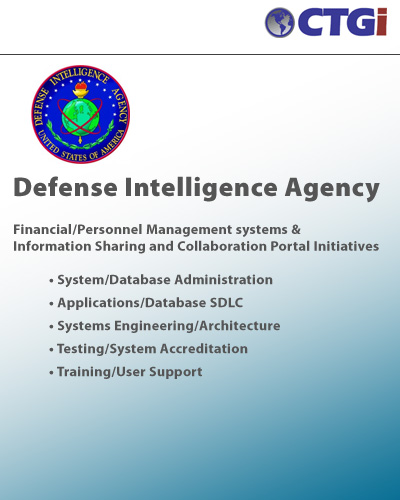 CTGi
DEFENSE INTELLIGENCE AGENCY
UNITED STATES OF AMERICA
Defense Intelligence Agency
Financial/Personnel Management systems &
Information Sharing and Collaboration Portal Initiatives
• System/Database Administration
• Applications/Database SDLC
• Systems Engineering/Architecture
• Testing/System Accreditation
• Training/User Support